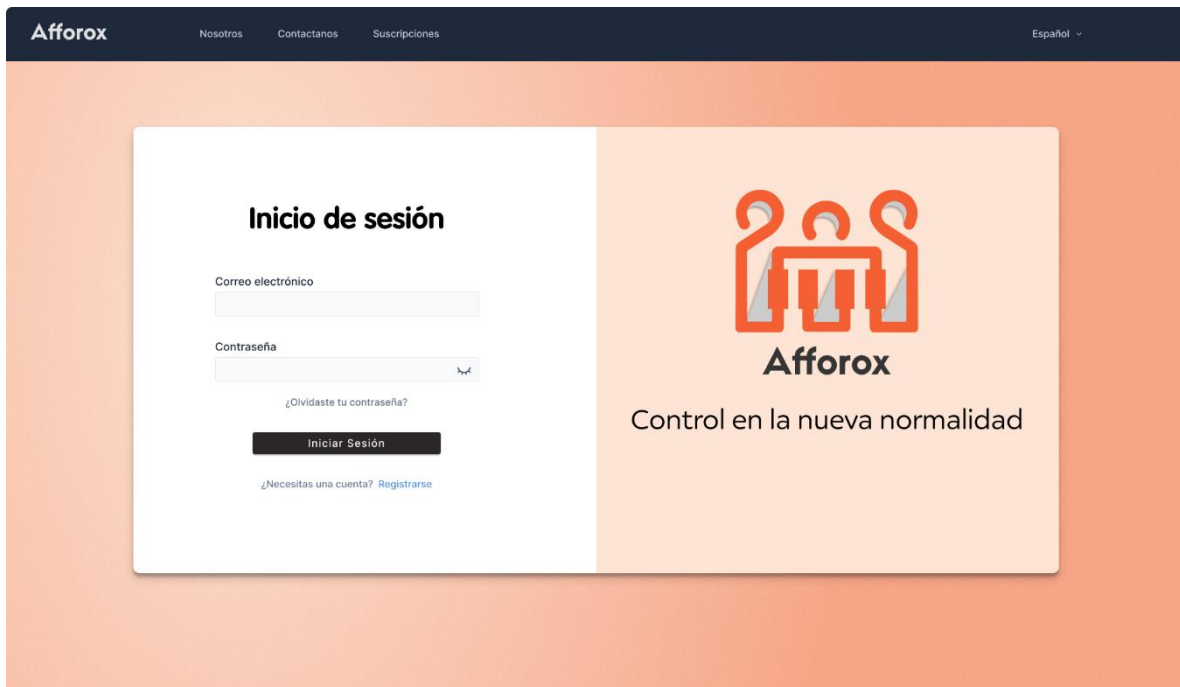 Afforox
Nosotros Contactanos Suscripciones
Español
Inicio de sesión
Correo electrónico
Contraseña
¿Olvidaste tu contraseña?
Iniciar Sesión
¿Necesitas una cuenta? Registrarse
Afforox
Control en la nueva normalidad